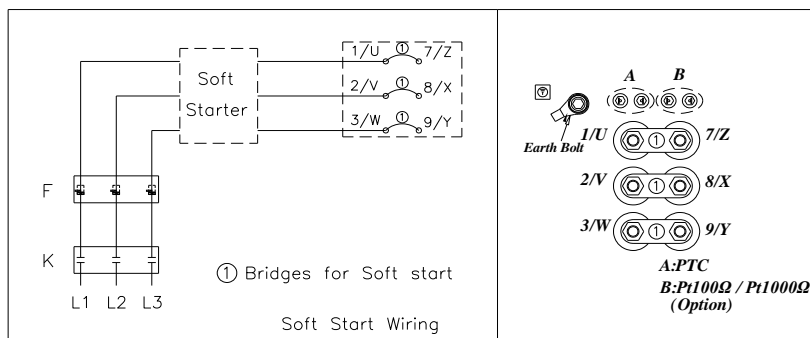 1/U ① 7/Z
Soft
Starter
2/V ① 8/X
3/W ① 9/Y
F
K
L1 L2 L3
① Bridges for Soft start
Soft Start Wiring
A B
T
Earth Bolt
1/U ① 7/Z
2/V ① 8/X
3/W ① 9/Y
A:PTC
B:Pt100Ω / Pt1000Ω
(Option)